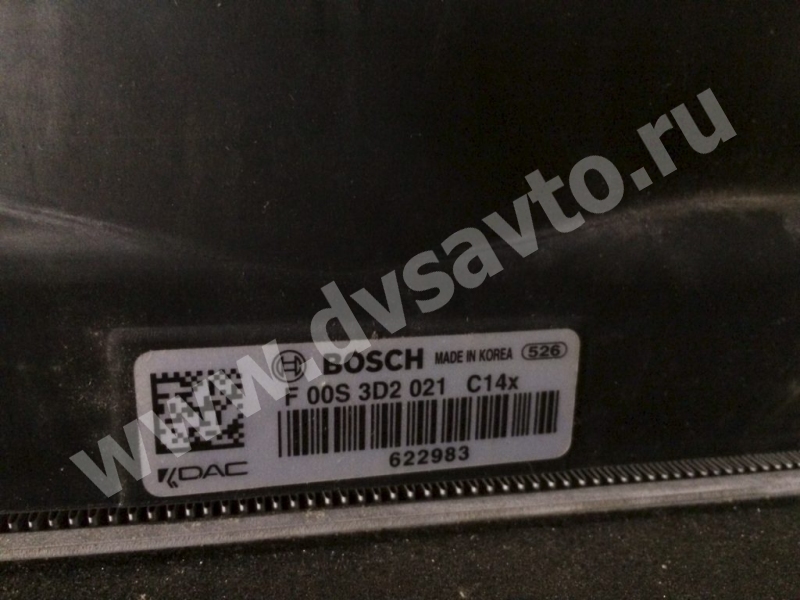 www.dvsavto.ru
BOSCH MADE IN KOREA 526
F 00S 3D2 021 C14x
622983
DAC